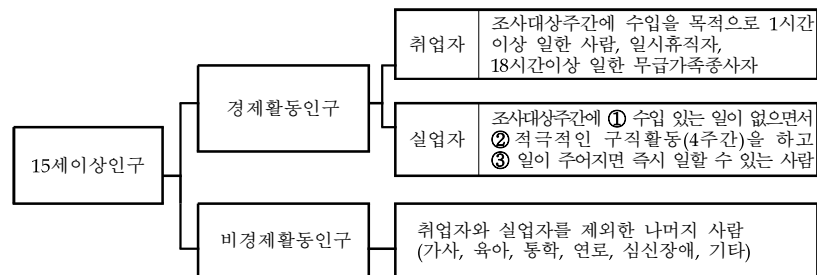 취업자
조사대상주간에 수입을 목적으로 1시간
이상 일한 사람, 일시휴직자,
18시간이상 일한 무급가족종사자
경제활동인구
실업자
조사대상주간에 ① 수입 있는 일이 없으면서
② 적극적인 구직활동(4주간)을 하고
③ 일이 주어지면 즉시 일할 수 있는 사람
15세이상인구
비경제활동인구
취업자와 실업자를 제외한 나머지 사람
(가사, 육아, 통학, 연로, 심신장애, 기타)